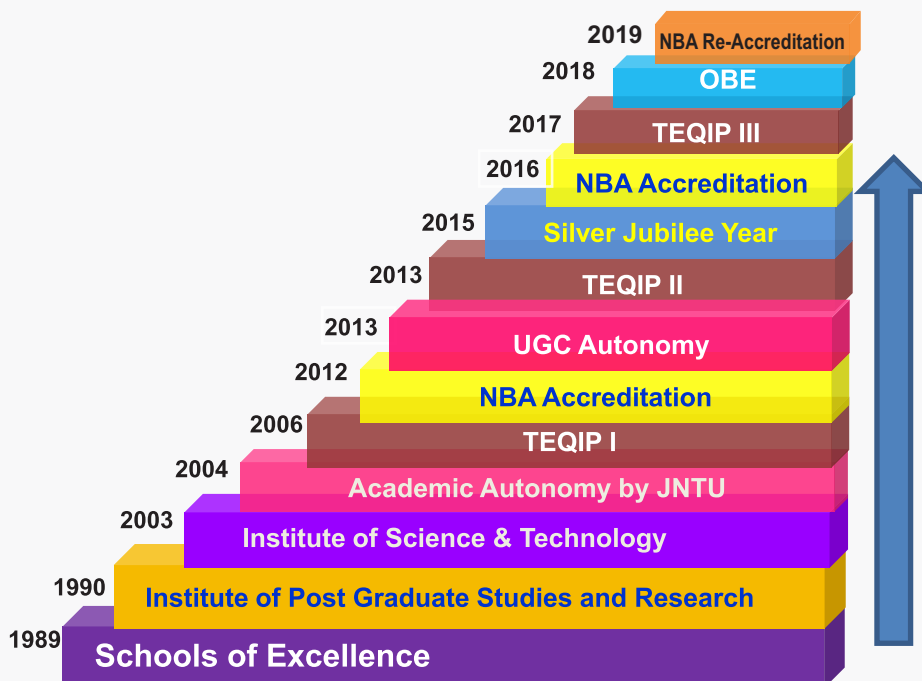 2019 NBA Re-Accreditation
2018 OBE
2017 TEQIP III
2016 NBA Accreditation
2015 Silver Jubilee Year
2013 TEQIP II
2013 UGC Autonomy
2012 NBA Accreditation
2006 TEQIP I
2004 Academic Autonomy by JNTU
2003 Institute of Science & Technology
1990 Institute of Post Graduate Studies and Research
1989 Schools of Excellence